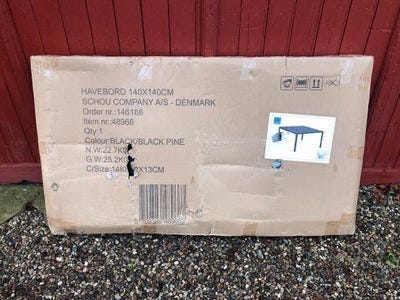 HAVEBORD 140X140CM
SCHOU COMPANY A/S - DENMARK
Order nr.:146168
Item nr.:48966
Qty.:1
Colour:BLACK/BLACK PINE
N.W.:22.7KG
G.W.:25.2KG